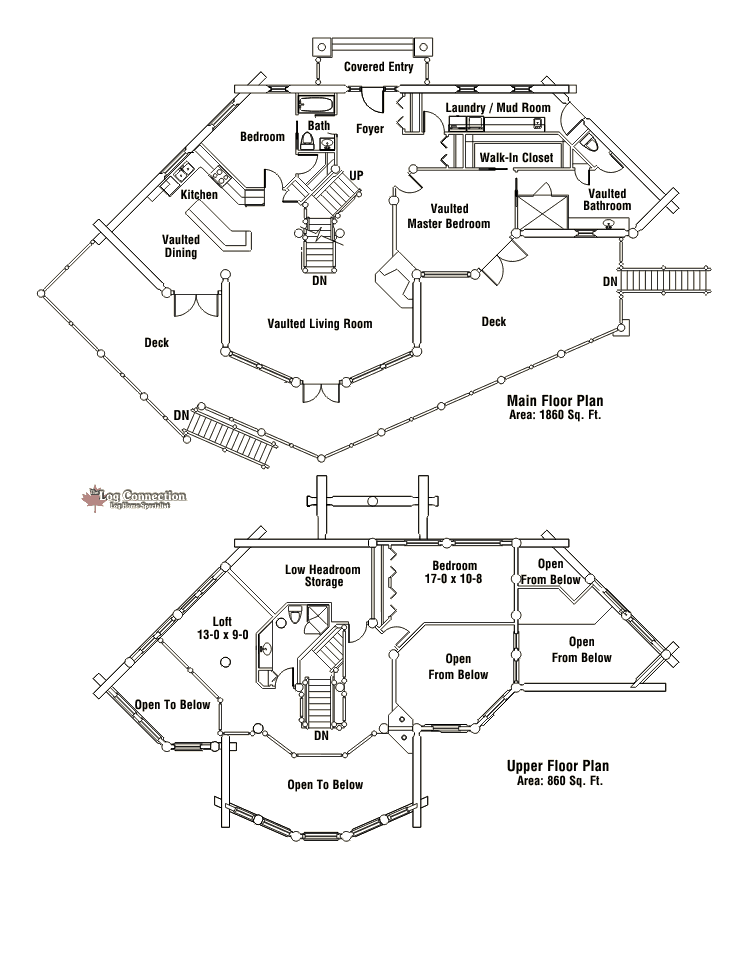 Covered Entry
Laundry / Mud Room
Bath
Foyer
Bedroom
Walk-In Closet
UP
Kitchen
Vaulted
Bathroom
Vaulted
Master Bedroom
Vaulted
Dining
DN
DN
Vaulted Living Room
Deck
Deck
Main Floor Plan
Area: 1860 Sq. Ft.
DN
Log Connection
Log Home Specialist
Low Headroom
Storage
Bedroom
17-0 x 10-8
Open
From Below
Loft
13-0 x 9-0
Open
From Below
Open
From Below
Open To Below
DN
Upper Floor Plan
Area: 860 Sq. Ft.
Open To Below